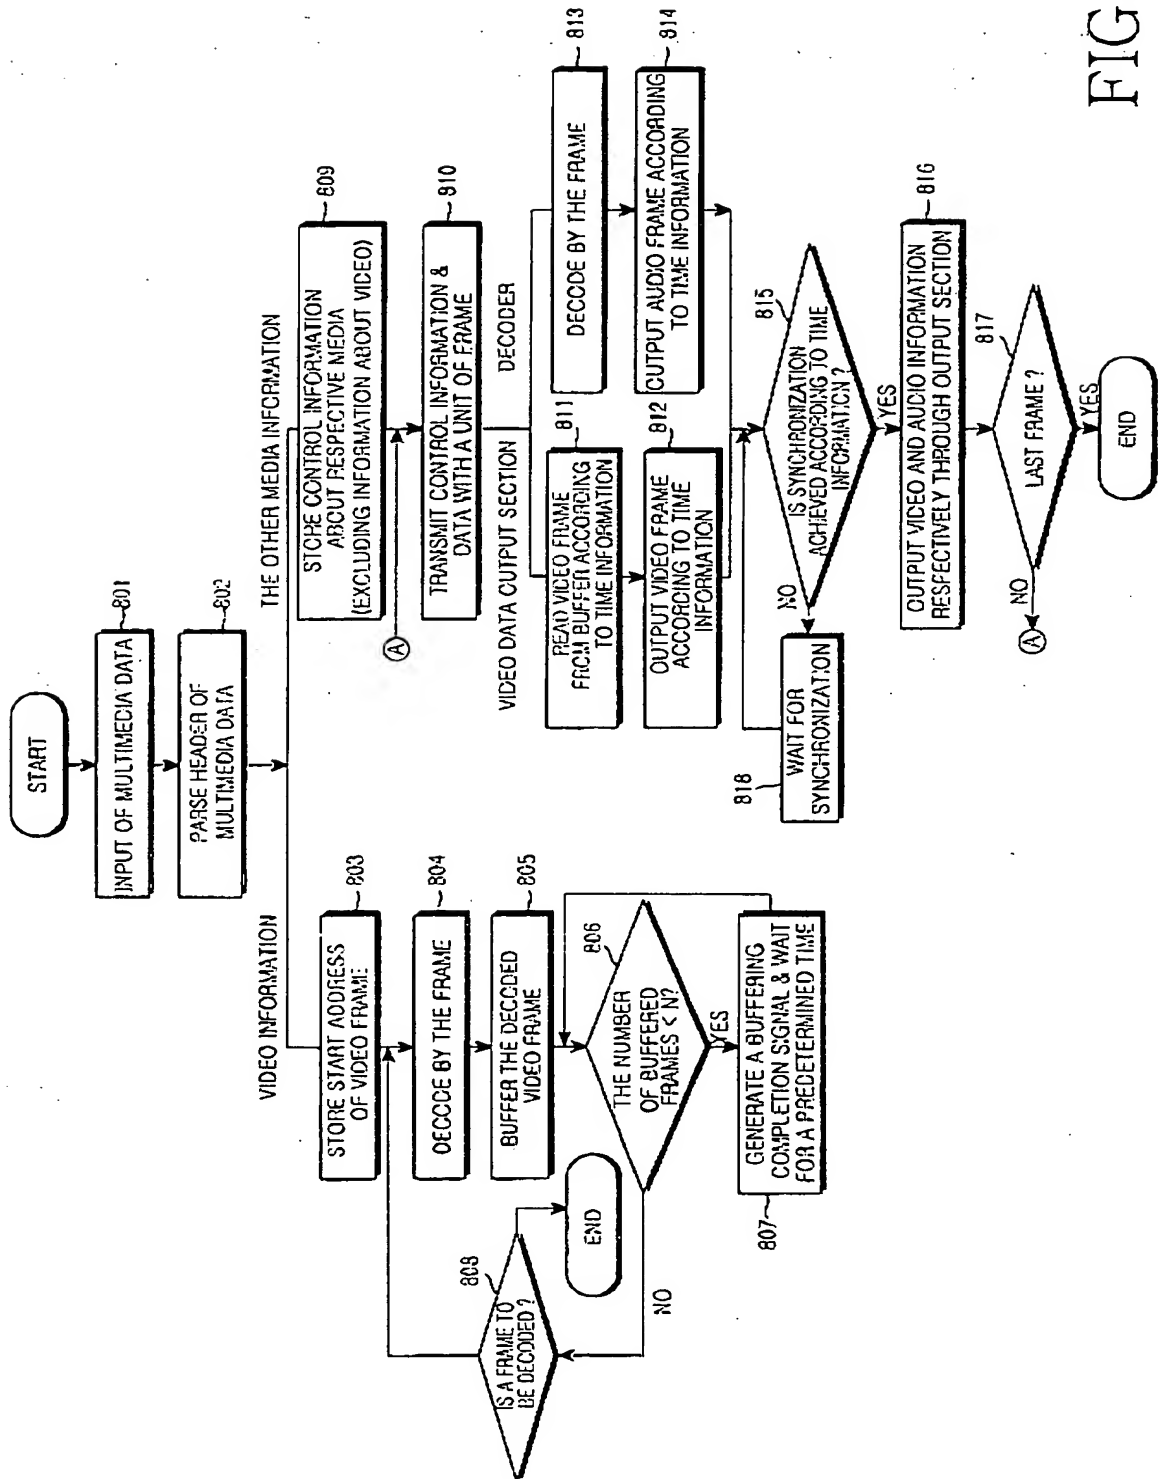 START
INPUT OF MULTIMEDIA DATA
801
PARSE HEADER OF
MULTIMEDIA DATA
802
VIDEO INFORMATION
THE OTHER MEDIA INFORMATION
STORE START ADDRESS
OF VIDEO FRAME
803
DECODE BY THE FRAME
804
BUFFER THE DECODED
VIDEO FRAME
805
THE NUMBER
OF BUFFERED
FRAMES < N?
806
YES
NO
GENERATE A BUFFERING
COMPLETION SIGNAL & WAIT
FOR A PREDETERMINED TIME
807
IS A FRAME TO
BE DECODED ?
808
END
STORE CONTROL INFORMATION
ABOUT RESPECTIVE MEDIA
(EXCLUDING INFORMATION ABOUT VIDEO)
809
A
TRANSMIT CONTROL INFORMATION &
DATA WITH A UNIT OF FRAME
810
VIDEO DATA OUTPUT SECTION
DECODER
READ VIDEO FRAME
FROM BUFFER ACCORDING
TO TIME INFORMATION
811
OUTPUT VIDEO FRAME
ACCORDING TO TIME
INFORMATION
812
DECODE BY THE FRAME
813
OUTPUT AUDIO FRAME ACCORDING
TO TIME INFORMATION
814
IS SYNCHRONIZATION
ACHIEVED ACCORDING TO TIME
INFORMATION ?
815
NO
YES
WAIT FOR
SYNCHRONIZATION
818
OUTPUT VIDEO AND AUDIO INFORMATION
RESPECTIVELY THROUGH OUTPUT SECTION
816
LAST FRAME ?
817
NO
A
YES
END
FIG